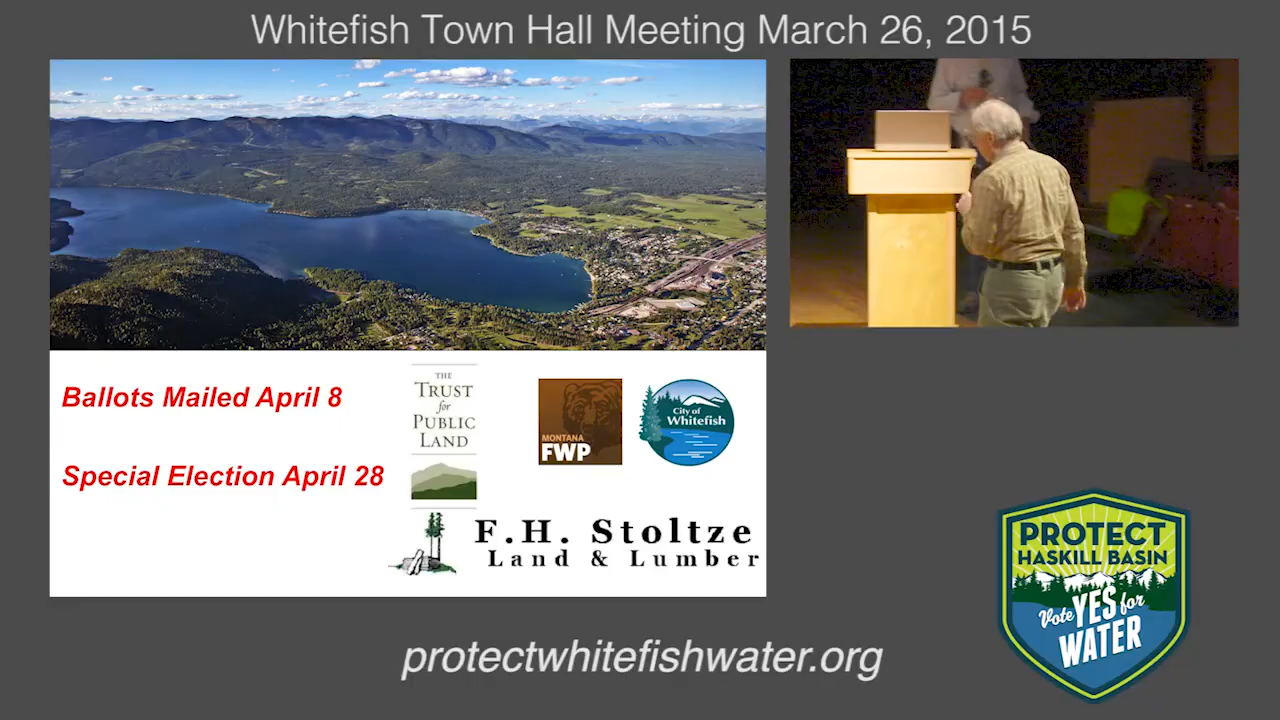 Whitefish Town Hall Meeting March 26, 2015
Ballots Mailed April 8
Special Election April 28
THE
TRUST
for
PUBLIC
LAND
MONTANA
FWP
City of
Whitefish
F.H. Stoltze
Land & Lumber
PROTECT
HASKILL BASIN
Vote YES for
WATER
protectwhitefishwater.org